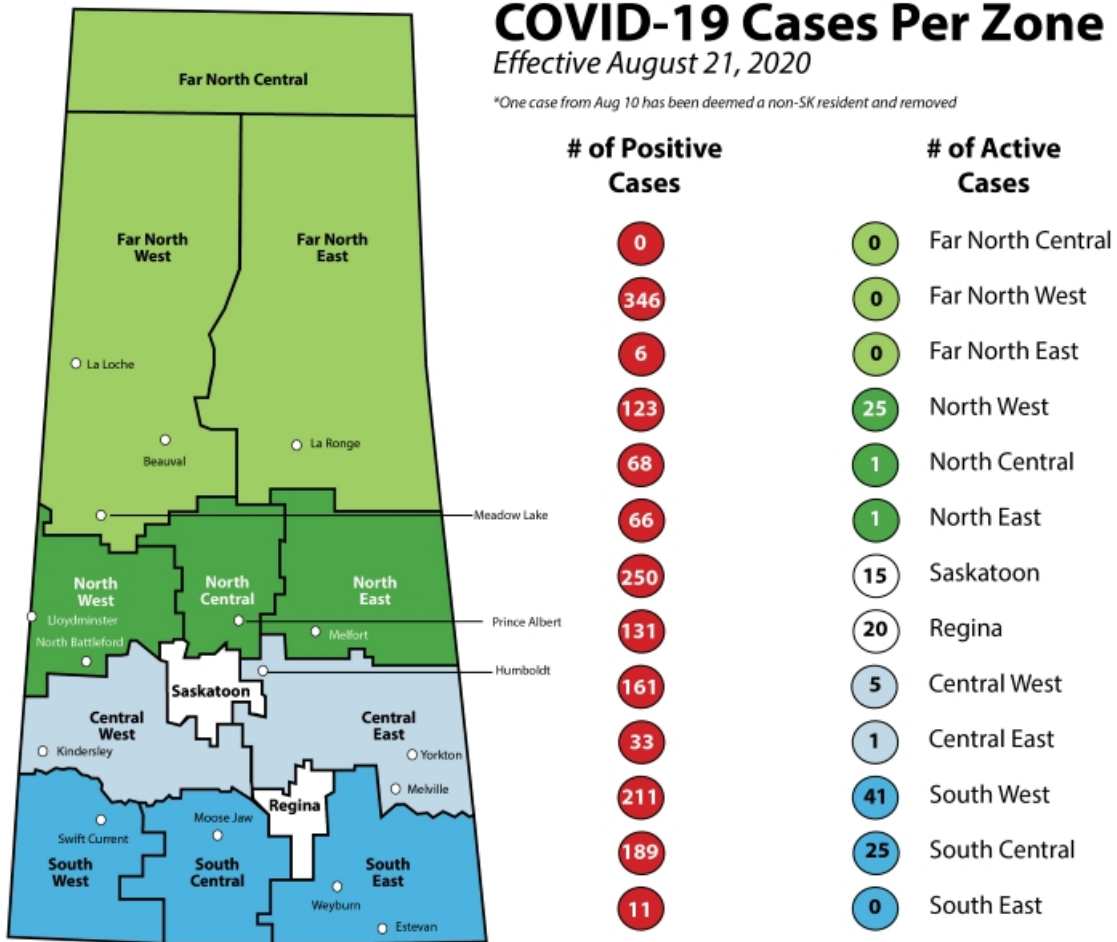 COVID-19 Cases Per Zone
Effective August 21, 2020
*One case from Aug 10 has been deemed a non-SK resident and removed
# of Positive
Cases
# of Active
Cases
0 0 Far North Central
346 0 Far North West
6 0 Far North East
123 25 North West
68 1 North Central
66 1 North East
250 15 Saskatoon
131 20 Regina
161 5 Central West
33 1 Central East
211 41 South West
189 25 South Central
11 0 South East
Far North Central
Far North
West
Far North
East
La Loche
Beauval
La Ronge
Meadow Lake
North
West
North
Central
North
East
Lloydminster
Prince Albert
North Battleford
Melfort
Humboldt
Saskatoon
Central
West
Central
East
Kindersley
Yorkton
Melville
Regina
Moose Jaw
Swift Current
South
West
South
Central
South
East
Weyburn
Estevan